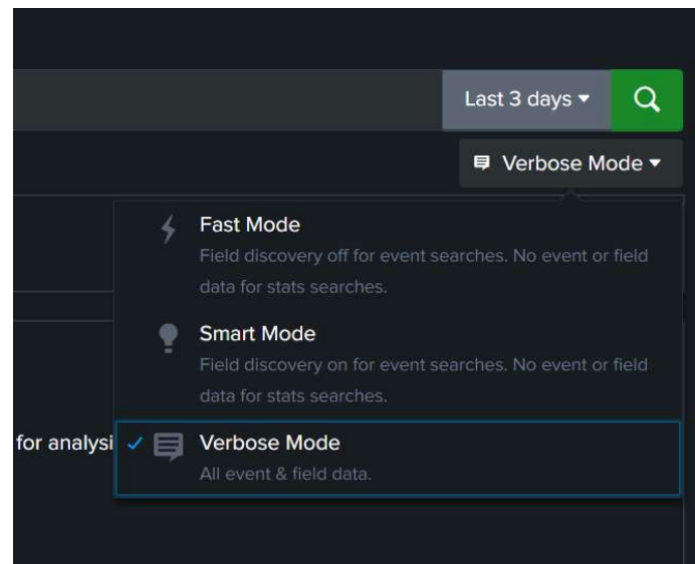 Last 3 days
Verbose Mode
Fast Mode
Field discovery off for event searches. No event or field
data for stats searches.
Smart Mode
Field discovery on for event searches. No event or field
data for stats searches.
for analysi
Verbose Mode
All event & field data.